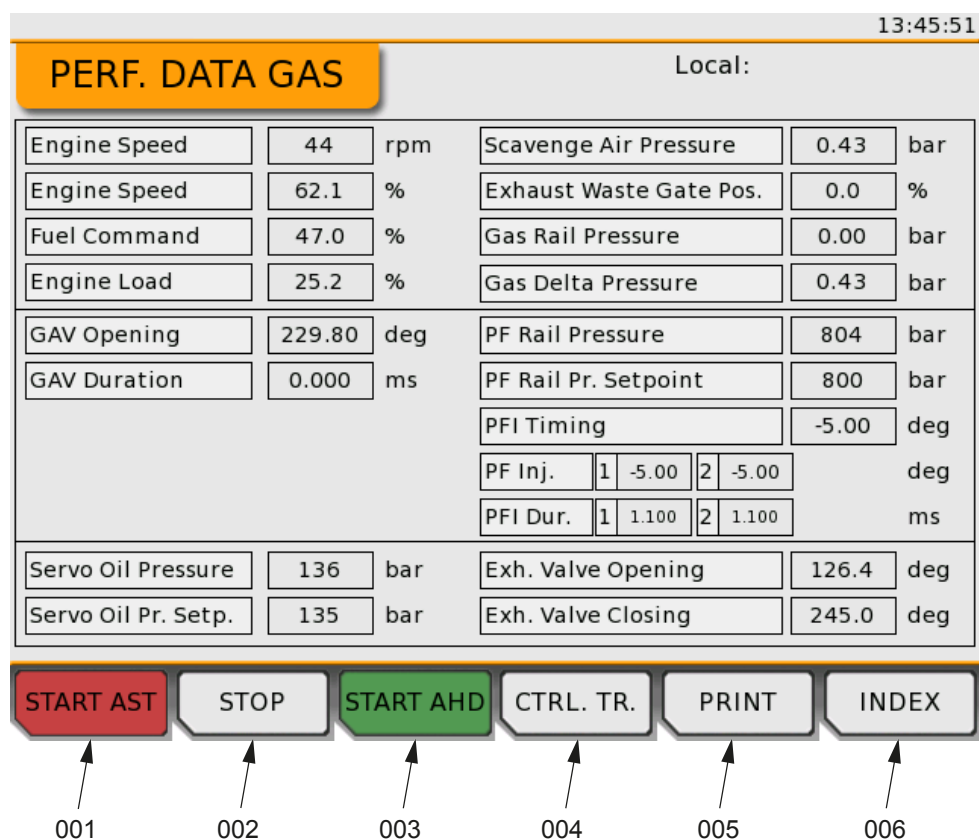 13:45:51
PERF. DATA GAS Local:
Engine Speed 44 rpm Scavenge Air Pressure 0.43 bar
Engine Speed 62.1 % Exhaust Waste Gate Pos. 0.0 %
Fuel Command 47.0 % Gas Rail Pressure 0.00 bar
Engine Load 25.2 % Gas Delta Pressure 0.43 bar
GAV Opening 229.80 deg PF Rail Pressure 804 bar
GAV Duration 0.000 ms PF Rail Pr. Setpoint 800 bar
PFI Timing -5.00 deg
PF Inj. 1 -5.00 2 -5.00 deg
PFI Dur. 1 1.100 2 1.100 ms
Servo Oil Pressure 136 bar Exh. Valve Opening 126.4 deg
Servo Oil Pr. Setp. 135 bar Exh. Valve Closing 245.0 deg
START AST STOP START AHD CTRL. TR. PRINT INDEX
001 002 003 004 005 006